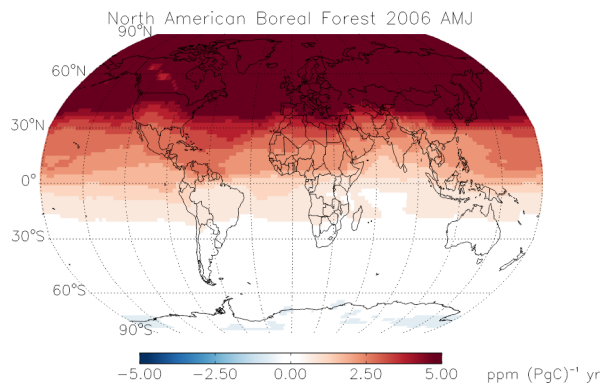 North American Boreal Forest 2006 AMJ
90°N
60°N
30°N
0°
30°S
60°S
90°S
−5.00 −2.50 0.00 2.50 5.00 ppm (PgC)⁻¹ yr